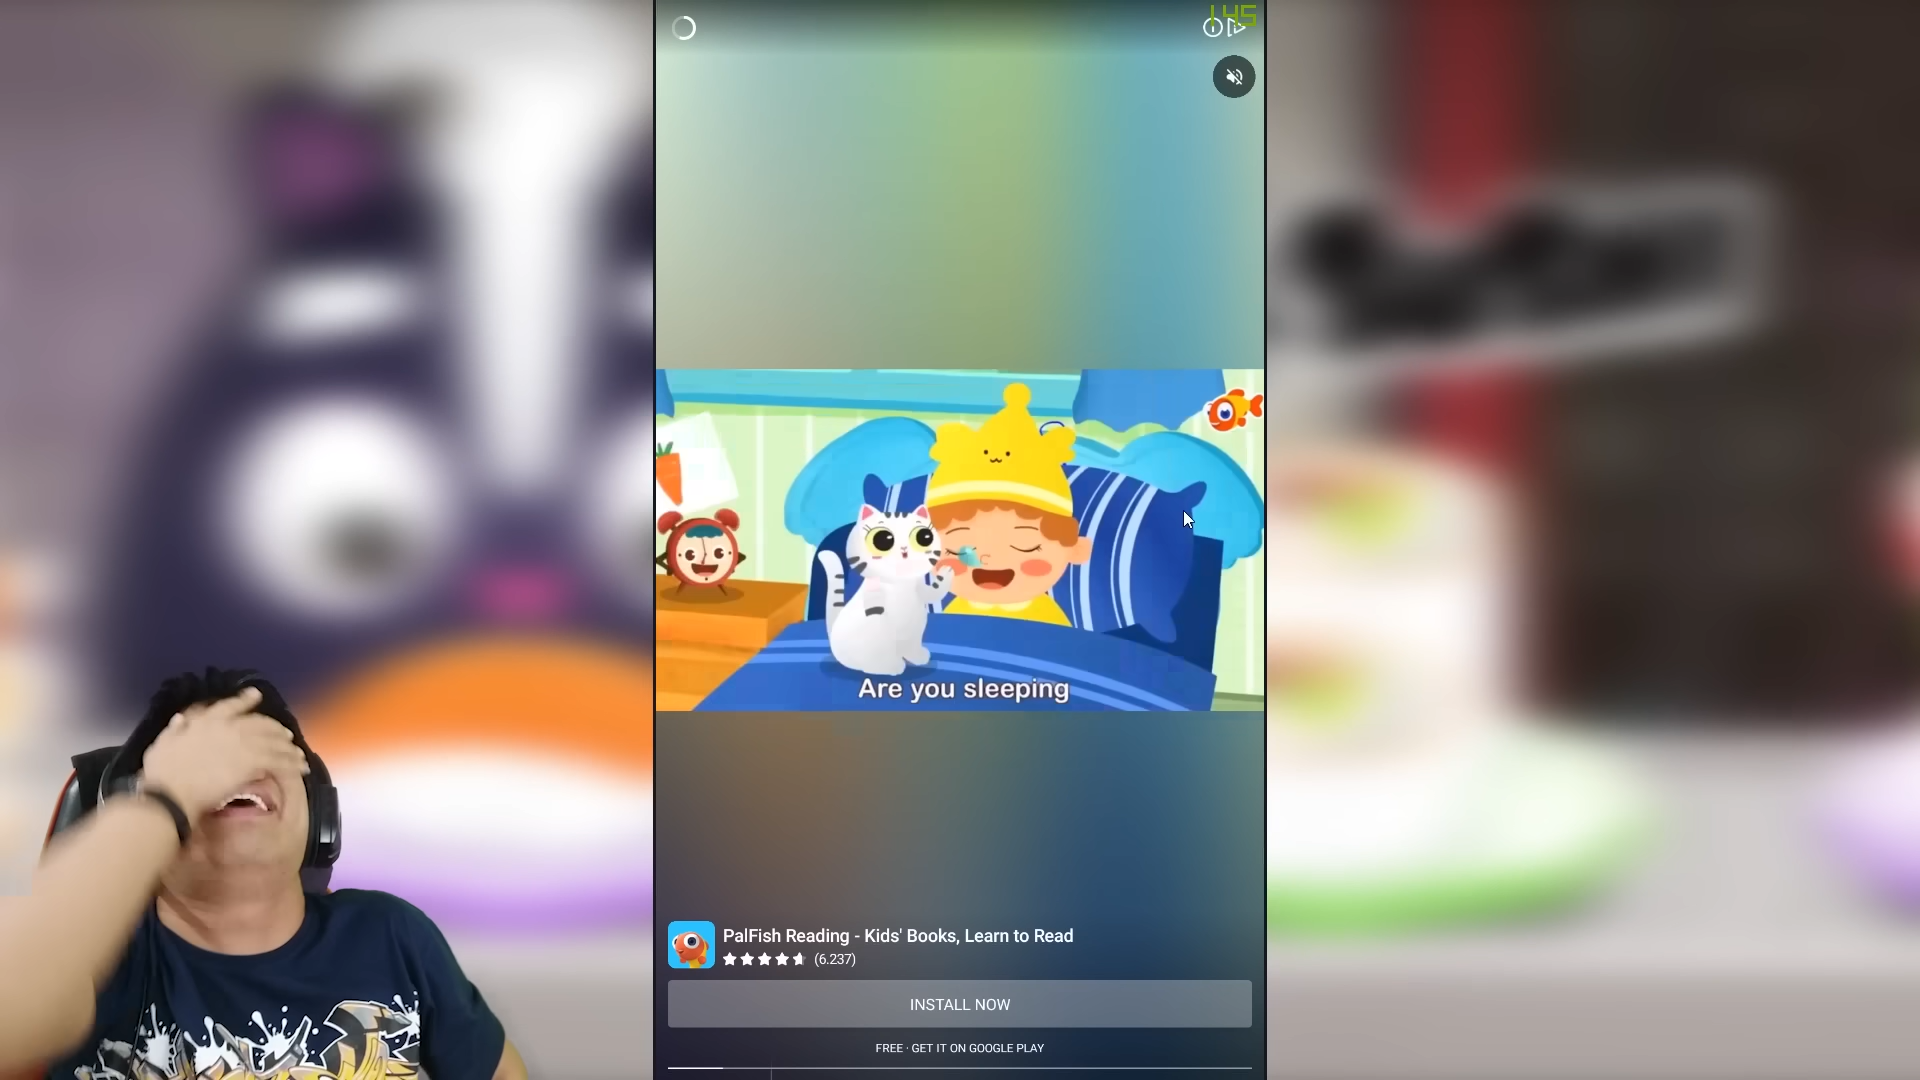 145
Are you sleeping
PalFish Reading - Kids' Books, Learn to Read
(6.237)
INSTALL NOW
FREE · GET IT ON GOOGLE PLAY